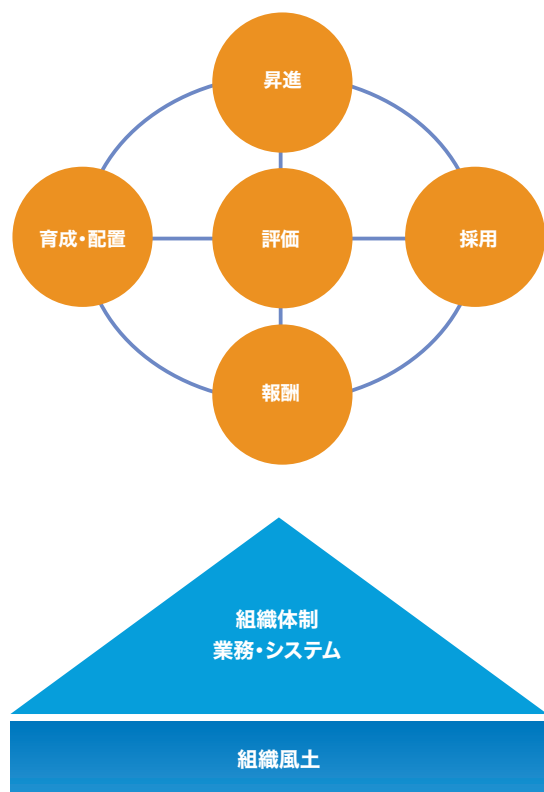 昇進
育成・配置
評価
採用
報酬
組織体制
業務・システム
組織風土